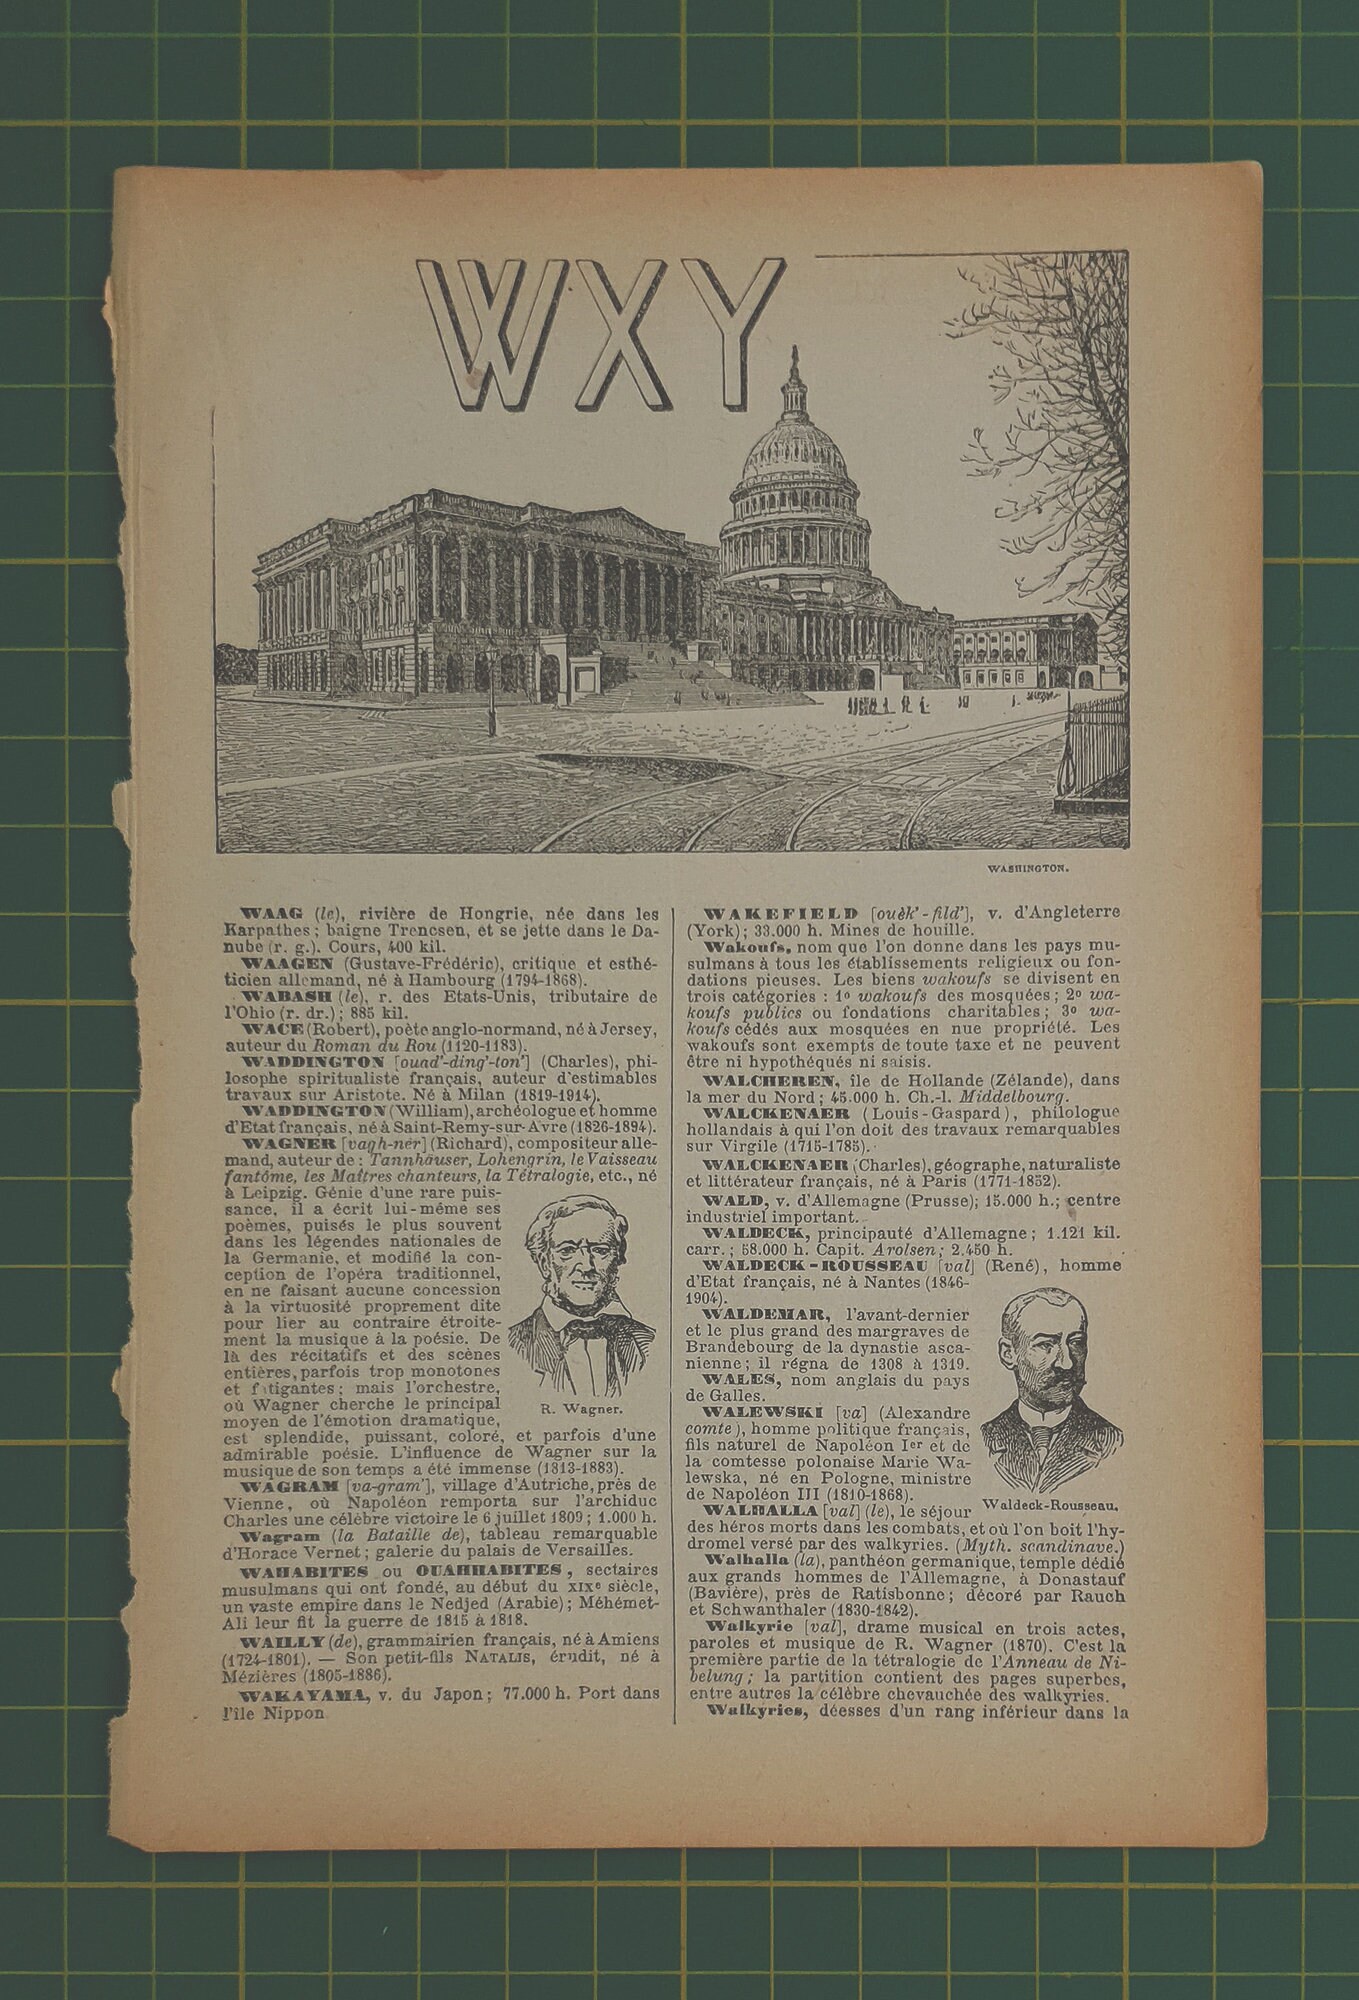 WXY
WASHINGTON.
WAAG (le), rivière de Hongrie, née dans les
Karpathes ; baigne Trencsen, et se jette dans le Da-
nube (r. g.). Cours, 400 kil.
WAAGEN (Gustave-Frédéric), critique et esthé-
ticien allemand, né à Hambourg (1794-1868).
WABASH (le), r. des Etats-Unis, tributaire de
l'Ohio (r. dr.) ; 885 kil.
WACE (Robert), poète anglo-normand, né à Jersey,
auteur du Roman du Rou (1120-1183).
WADDINGTON [ouad'-ding'-ton'] (Charles), phi-
losophe spiritualiste français, auteur d'estimables
travaux sur Aristote. Né à Milan (1819-1914).
WADDINGTON (William), archéologue et homme
d'Etat français, né à Saint-Remy-sur-Avre (1826-1894).
WAGNER [vagh-nèr] (Richard), compositeur alle-
mand, auteur de : Tannhäuser, Lohengrin, le Vaisseau
fantôme, les Maîtres chanteurs, la Tétralogie, etc., né
à Leipzig. Génie d'une rare puis-
sance, il a écrit lui-même ses
poèmes, puisés le plus souvent
dans les légendes nationales de
la Germanie, et modifié la con-
ception de l'opéra traditionnel,
en ne faisant aucune concession
à la virtuosité proprement dite
pour lier au contraire étroite-
ment la musique à la poésie. De
là des récitatifs et des scènes
entières, parfois trop monotones
et fatigantes ; mais l'orchestre,
où Wagner cherche le principal
moyen de l'émotion dramatique,
est splendide, puissant, coloré, et parfois d'une
admirable poésie. L'influence de Wagner sur la
musique de son temps a été immense (1813-1883).
R. Wagner.
WAGRAM [va-gram'], village d'Autriche, près de
Vienne, où Napoléon remporta sur l'archiduc
Charles une célèbre victoire le 6 juillet 1809 ; 1.000 h.
Wagram (la Bataille de), tableau remarquable
d'Horace Vernet ; galerie du palais de Versailles.
WAHABITES ou OUAHHABITES, sectaires
musulmans qui ont fondé, au début du XIXe siècle,
un vaste empire dans le Nedjed (Arabie) ; Méhémet-
Ali leur fit la guerre de 1815 à 1818.
WAILLY (de), grammairien français, né à Amiens
(1724-1801). — Son petit-fils NATALIS, érudit, né à
Mézières (1805-1886).
WAKAYAMA, v. du Japon ; 77.000 h. Port dans
l'île Nippon
WAKEFIELD [ouèk'-fild'], v. d'Angleterre
(York) ; 33.000 h. Mines de houille.
Wakoufs, nom que l'on donne dans les pays mu-
sulmans à tous les établissements religieux ou fon-
dations pieuses. Les biens wakoufs se divisent en
trois catégories : 1o wakoufs des mosquées ; 2o wa-
koufs publics ou fondations charitables ; 3o wa-
koufs cédés aux mosquées en nue propriété. Les
wakoufs sont exempts de toute taxe et ne peuvent
être ni hypothéqués ni saisis.
WALCHEREN, île de Hollande (Zélande), dans
la mer du Nord ; 45.000 h. Ch.-l. Middelbourg.
WALCKENAER (Louis-Gaspard), philologue
hollandais à qui l'on doit des travaux remarquables
sur Virgile (1715-1785).
WALCKENAER (Charles), géographe, naturaliste
et littérateur français, né à Paris (1771-1852).
WALD, v. d'Allemagne (Prusse) ; 15.000 h. ; centre
industriel important.
WALDECK, principauté d'Allemagne ; 1.121 kil.
carr. ; 58.000 h. Capit. Arolsen ; 2.450 h.
WALDECK-ROUSSEAU [val] (René), homme
d'Etat français, né à Nantes (1846-
1904).
WALDEMAR, l'avant-dernier
et le plus grand des margraves de
Brandebourg de la dynastie asca-
nienne ; il régna de 1308 à 1319.
WALES, nom anglais du pays
de Galles.
WALEWSKI [va] (Alexandre
comte), homme politique français,
fils naturel de Napoléon Ier et de
la comtesse polonaise Marie Wa-
lewska, né en Pologne, ministre
de Napoléon III (1810-1868).
Waldeck-Rousseau.
WALHALLA [val] (le), le séjour
des héros morts dans les combats, et où l'on boit l'hy-
dromel versé par des walkyries. (Myth. scandinave.)
Walhalla (la), panthéon germanique, temple dédié
aux grands hommes de l'Allemagne, à Donastauf
(Bavière), près de Ratisbonne ; décoré par Rauch
et Schwanthaler (1830-1842).
Walkyrie [val], drame musical en trois actes,
paroles et musique de R. Wagner (1870). C'est la
première partie de la tétralogie de l'Anneau de Ni-
belung ; la partition contient des pages superbes,
entre autres la célèbre chevauchée des walkyries.
Walkyries, déesses d'un rang inférieur dans la